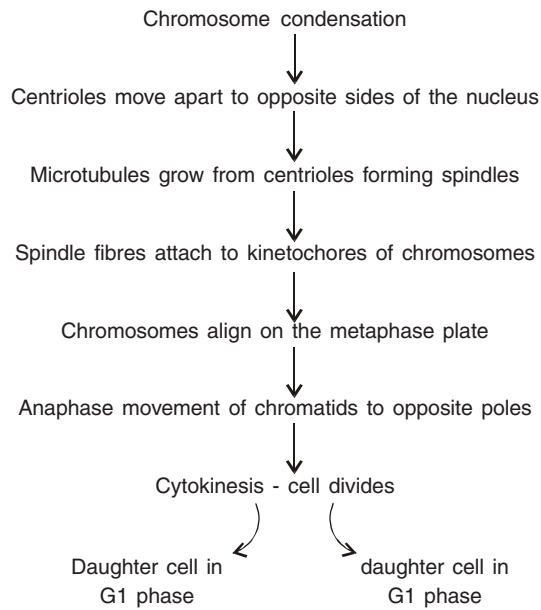 Chromosome condensation
Centrioles move apart to opposite sides of the nucleus
Microtubules grow from centrioles forming spindles
Spindle fibres attach to kinetochores of chromosomes
Chromosomes align on the metaphase plate
Anaphase movement of chromatids to opposite poles
Cytokinesis - cell divides
Daughter cell in
G1 phase
daughter cell in
G1 phase